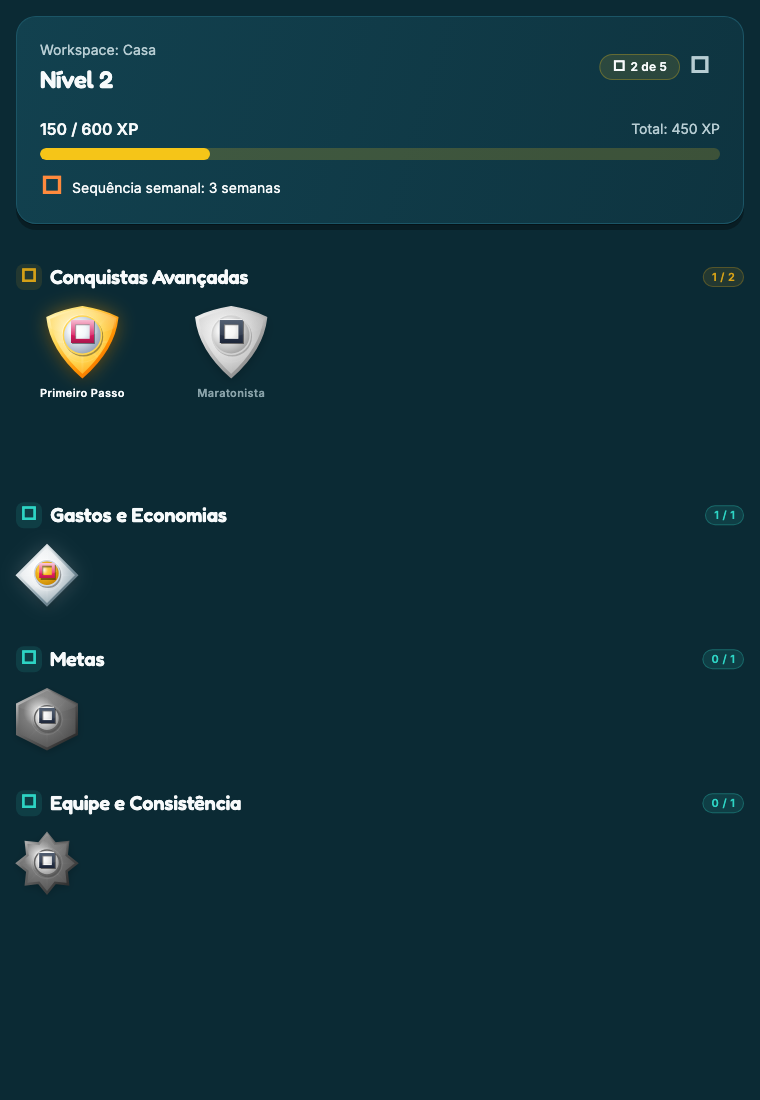 Workspace: Casa
Nível 2
2 de 5
150 / 600 XP
Total: 450 XP
Sequência semanal: 3 semanas
Conquistas Avançadas
1 / 2
Primeiro Passo
Maratonista
Gastos e Economias
1 / 1
Metas
0 / 1
Equipe e Consistência
0 / 1